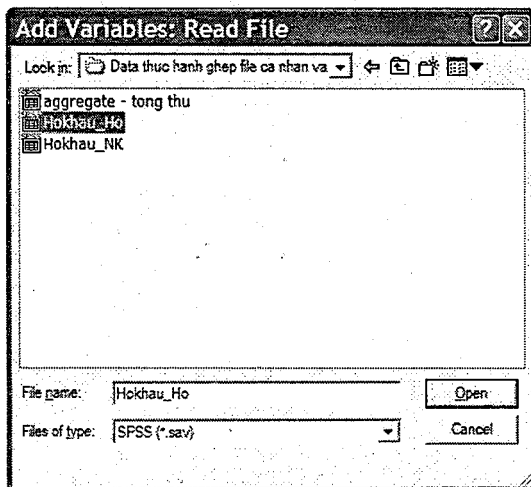 Add Variables: Read File
Look in: Data thuc hanh ghep file ca nhan va
aggregate - tong thu
Hokhau_Ho
Hokhau_NK
File name: Hokhau_Ho Open
Files of type: SPSS (*.sav) Cancel